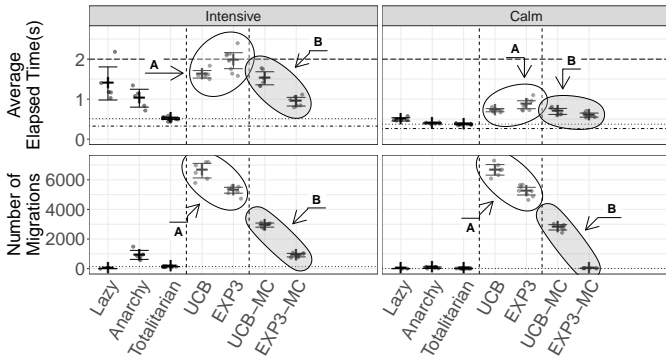 Intensive
Calm
Average
Elapsed Time(s)
2
1
0
A
B
A
B
Number of
Migrations
6000
4000
2000
0
A
B
A
B
Lazy
Anarchy
Totalitarian
UCB
EXP3
UCB−MC
EXP3−MC
Lazy
Anarchy
Totalitarian
UCB
EXP3
UCB−MC
EXP3−MC